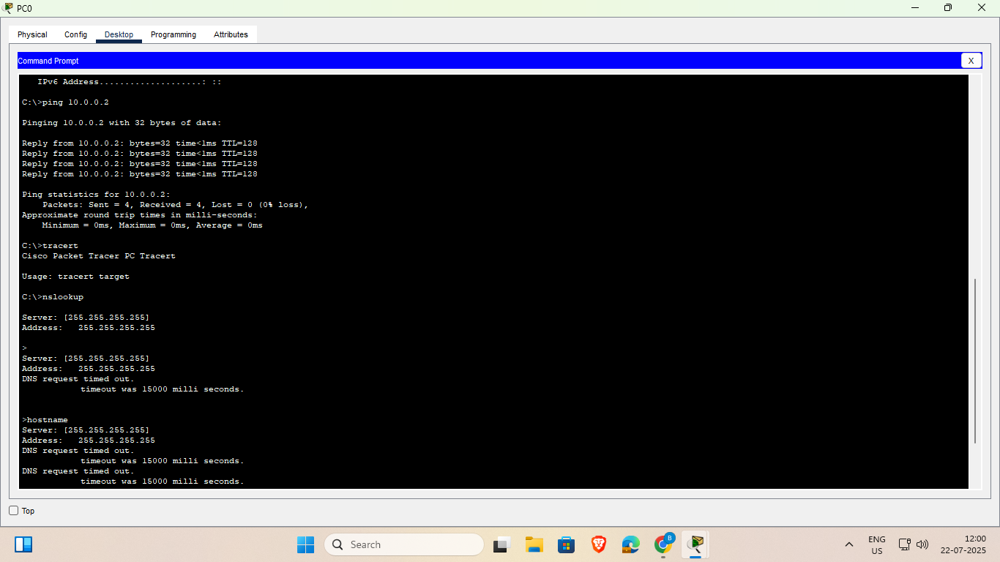 PC0
Physical Config Desktop Programming Attributes
Command Prompt
X
IPv6 Address....................: ::
C:\>ping 10.0.0.2
Pinging 10.0.0.2 with 32 bytes of data:
Reply from 10.0.0.2: bytes=32 time<1ms TTL=128
Reply from 10.0.0.2: bytes=32 time<1ms TTL=128
Reply from 10.0.0.2: bytes=32 time<1ms TTL=128
Reply from 10.0.0.2: bytes=32 time<1ms TTL=128
Ping statistics for 10.0.0.2:
Packets: Sent = 4, Received = 4, Lost = 0 (0% loss),
Approximate round trip times in milli-seconds:
Minimum = 0ms, Maximum = 0ms, Average = 0ms
C:\>tracert
Cisco Packet Tracer PC Tracert
Usage: tracert target
C:\>nslookup
Server: [255.255.255.255]
Address: 255.255.255.255
>
Server: [255.255.255.255]
Address: 255.255.255.255
DNS request timed out.
timeout was 15000 milli seconds.
>hostname
Server: [255.255.255.255]
Address: 255.255.255.255
DNS request timed out.
timeout was 15000 milli seconds.
DNS request timed out.
timeout was 15000 milli seconds.
Top
Search
B
ENG
US
12:00
22-07-2025